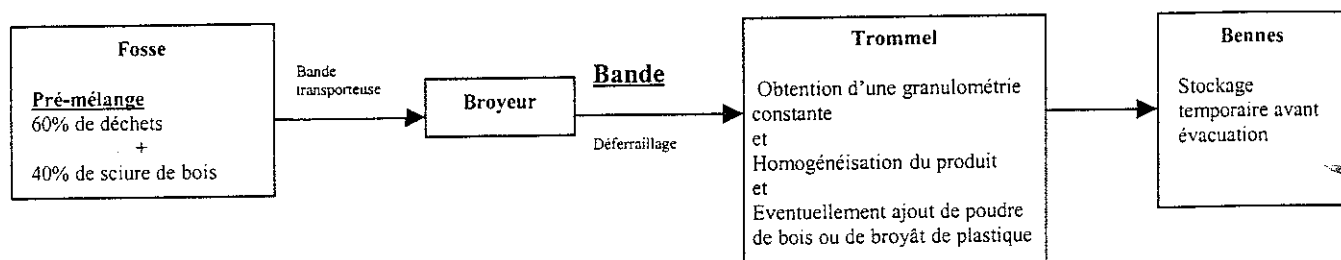 Fosse
Pré-mélange
60% de déchets
+
40% de sciure de bois
Bande
transporteuse
Broyeur
Bande
Déferraillage
Trommel
Obtention d'une granulométrie
constante
et
Homogénéisation du produit
et
Eventuellement ajout de poudre
de bois ou de broyât de plastique
Bennes
Stockage
temporaire avant
évacuation